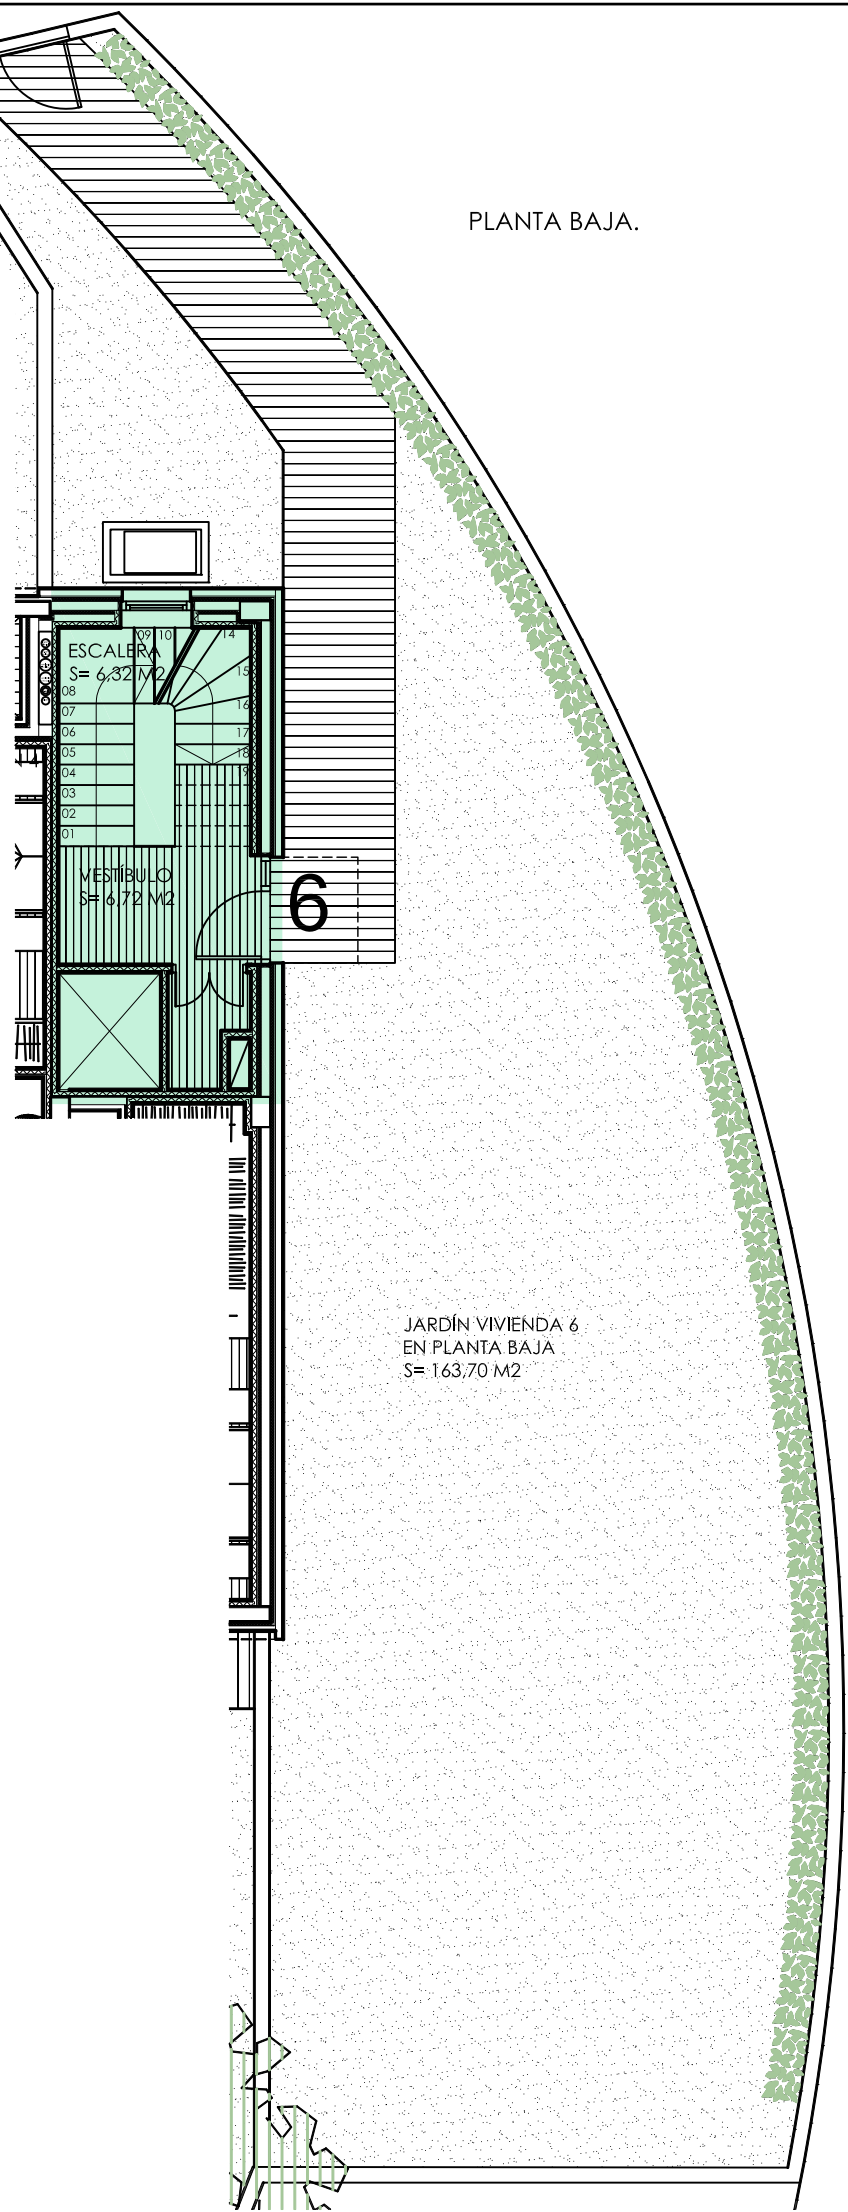 PLANTA BAJA.
09 10 14
ESCALERA
S= 6,32 M2
15
08
16
07
06
17
05
18
04
19
03
02
01
VESTÍBULO
S= 6,72 M2
6
JARDÍN VIVIENDA 6
EN PLANTA BAJA
S= 163,70 M2